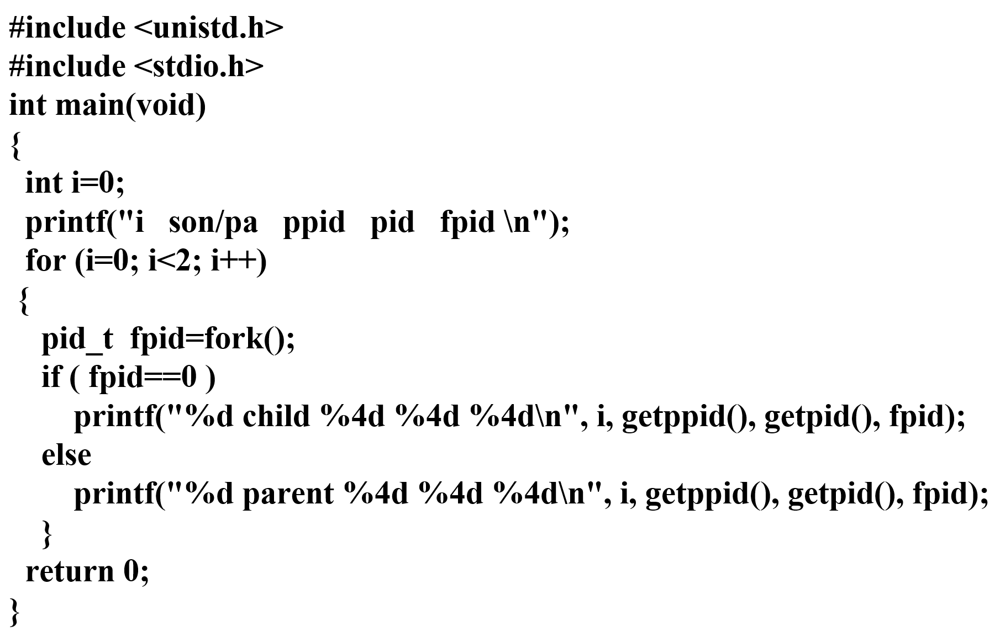 #include <unistd.h>
#include <stdio.h>
int main(void)
{
  int i=0;
  printf("i   son/pa   ppid   pid   fpid \n");
  for (i=0; i<2; i++)
 {
    pid_t  fpid=fork();
    if ( fpid==0 )
        printf("%d child %4d %4d %4d\n", i, getppid(), getpid(), fpid);
    else
        printf("%d parent %4d %4d %4d\n", i, getppid(), getpid(), fpid);
    }
  return 0;
}